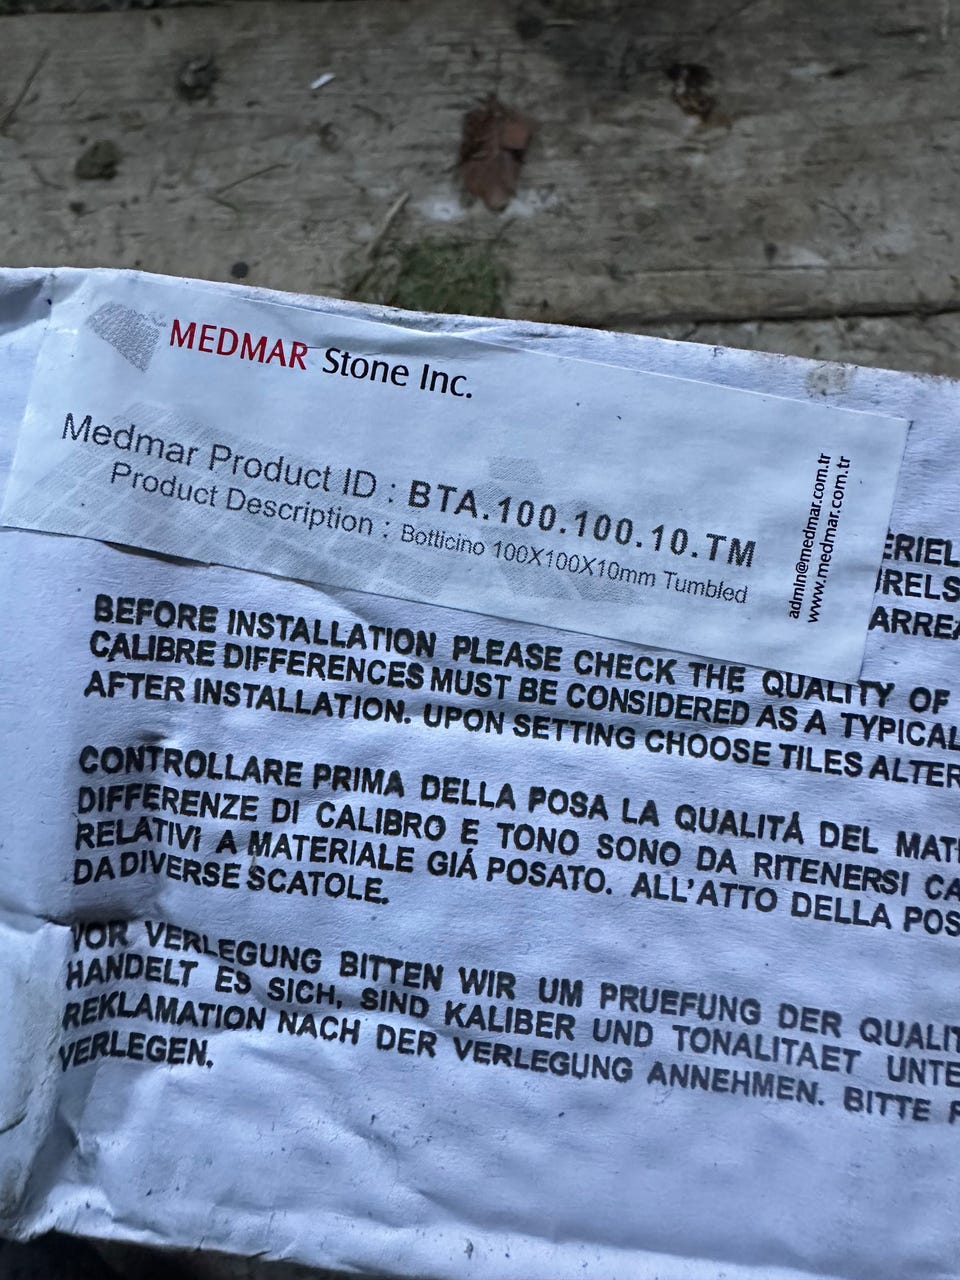 MEDMAR Stone Inc.
Medmar Product ID : BTA.100.100.10.TM
Product Description : Botticino 100X100X10mm Tumbled
admin@medmar.com.tr
www.medmar.com.tr
BEFORE INSTALLATION PLEASE CHECK THE QUALITY OF
CALIBRE DIFFERENCES MUST BE CONSIDERED AS A TYPICAL
AFTER INSTALLATION. UPON SETTING CHOOSE TILES ALTER
CONTROLLARE PRIMA DELLA POSA LA QUALITÁ DEL MAT
DIFFERENZE DI CALIBRO E TONO SONO DA RITENERSI CA
RELATIVI A MATERIALE GIÁ POSATO. ALL'ATTO DELLA POS
DA DIVERSE SCATOLE.
VOR VERLEGUNG BITTEN WIR UM PRUEFUNG DER QUALIT
HANDELT ES SICH, SIND KALIBER UND TONALITAET UNTE
REKLAMATION NACH DER VERLEGUNG ANNEHMEN. BITTE
VERLEGEN.